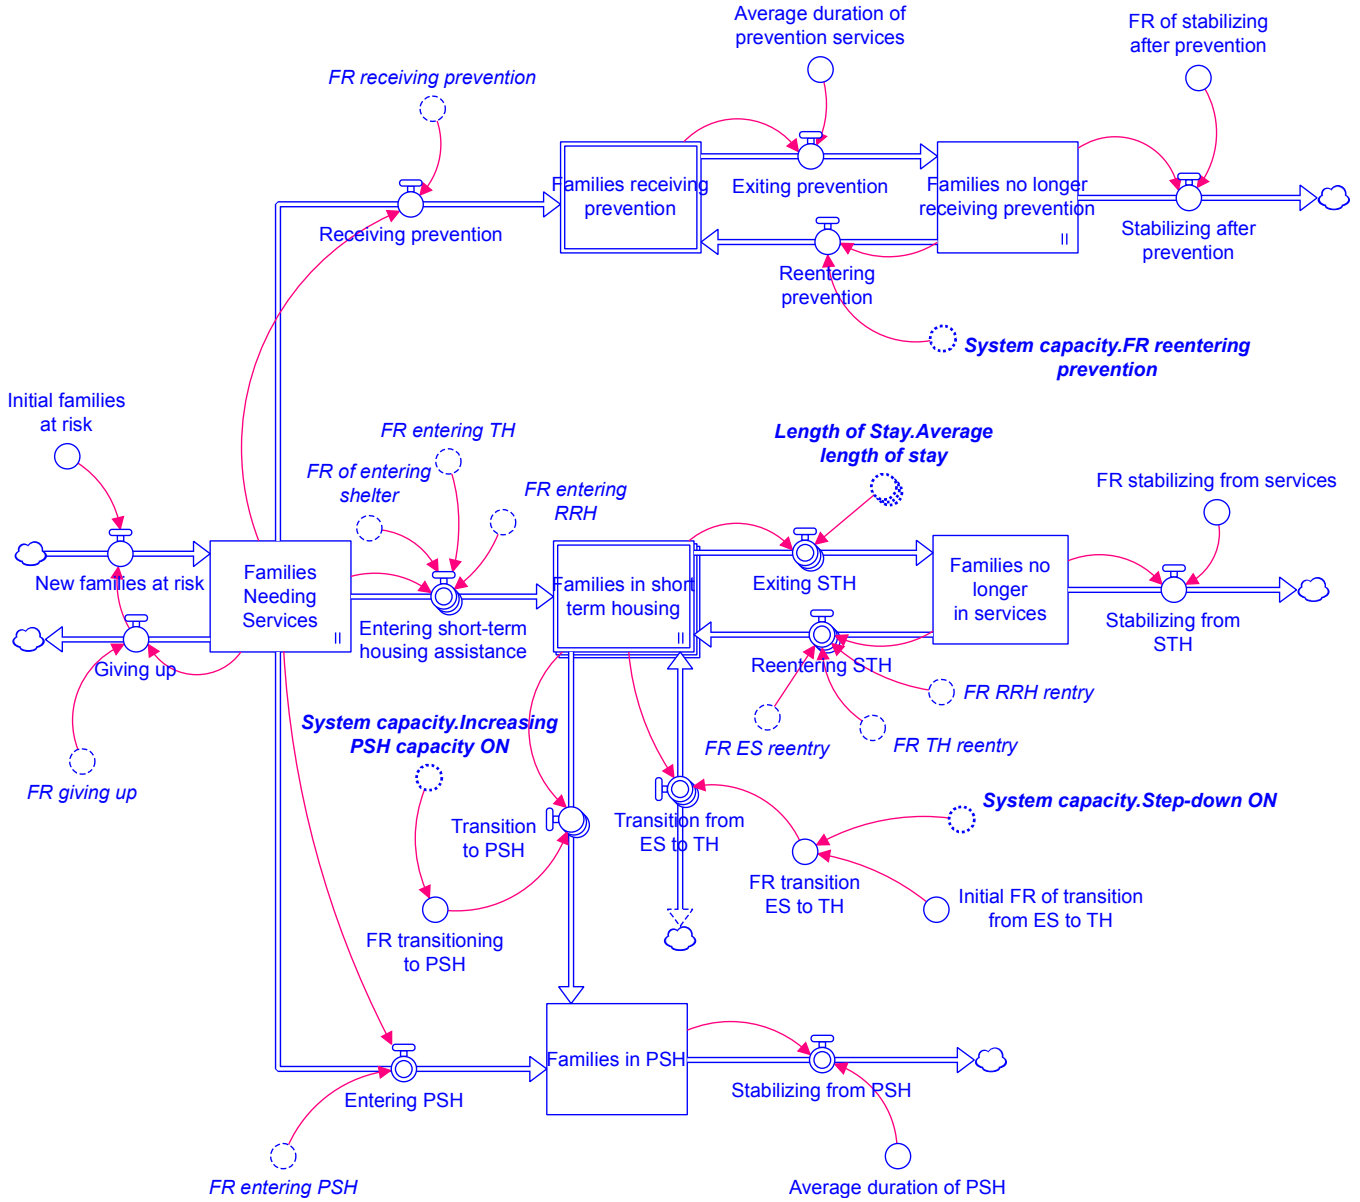 Average duration of
prevention services
FR of stabilizing
after prevention
FR receiving prevention
Families receiving
prevention
Exiting prevention
Families no longer
receiving prevention
Receiving prevention
Stabilizing after
prevention
Reentering
prevention
System capacity.FR reentering
prevention
Initial families
at risk
FR entering TH
Length of Stay.Average
length of stay
FR of entering
shelter
FR entering
RRH
FR stabilizing from services
New families at risk
Families
Needing
Services
Families in short
term housing
Exiting STH
Families no
longer
in services
Entering short-term
housing assistance
Stabilizing from
STH
Giving up
Reentering STH
FR RRH rentry
System capacity.Increasing
PSH capacity ON
FR ES reentry
FR TH reentry
FR giving up
System capacity.Step-down ON
Transition
to PSH
Transition from
ES to TH
FR transition
ES to TH
Initial FR of transition
from ES to TH
FR transitioning
to PSH
Families in PSH
Entering PSH
Stabilizing from PSH
FR entering PSH
Average duration of PSH